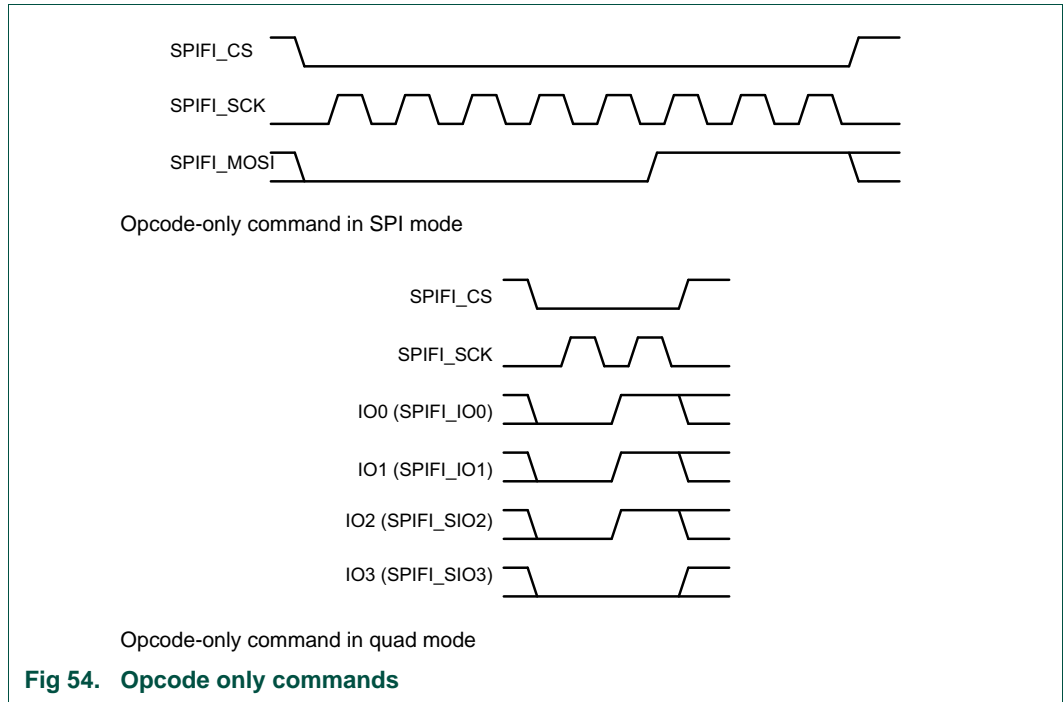 SPIFI_CS
SPIFI_SCK
SPIFI_MOSI
Opcode-only command in SPI mode
SPIFI_CS
SPIFI_SCK
IO0 (SPIFI_IO0)
IO1 (SPIFI_IO1)
IO2 (SPIFI_SIO2)
IO3 (SPIFI_SIO3)
Opcode-only command in quad mode
Fig 54. Opcode only commands